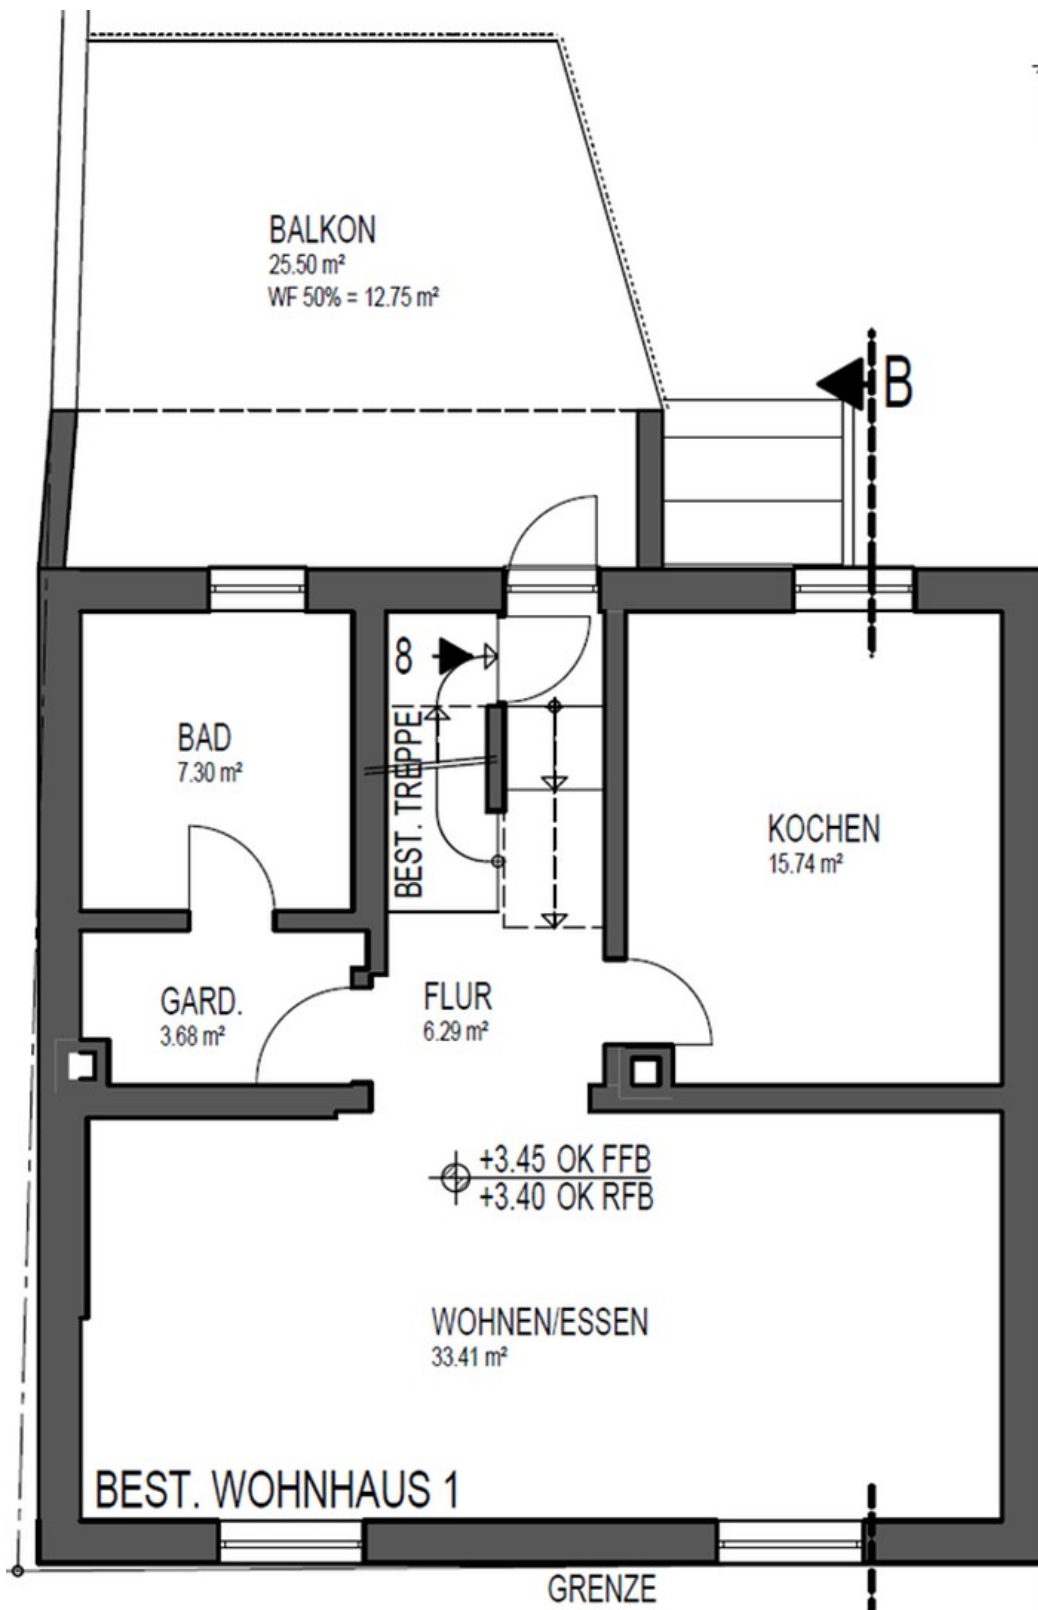 BALKON
25.50 m²
WF 50% = 12.75 m²
B
8
BEST. TREPPE
BAD
7.30 m²
KOCHEN
15.74 m²
GARD.
3.68 m²
FLUR
6.29 m²
+3.45 OK FFB
+3.40 OK RFB
WOHNEN/ESSEN
33.41 m²
BEST. WOHNHAUS 1
GRENZE